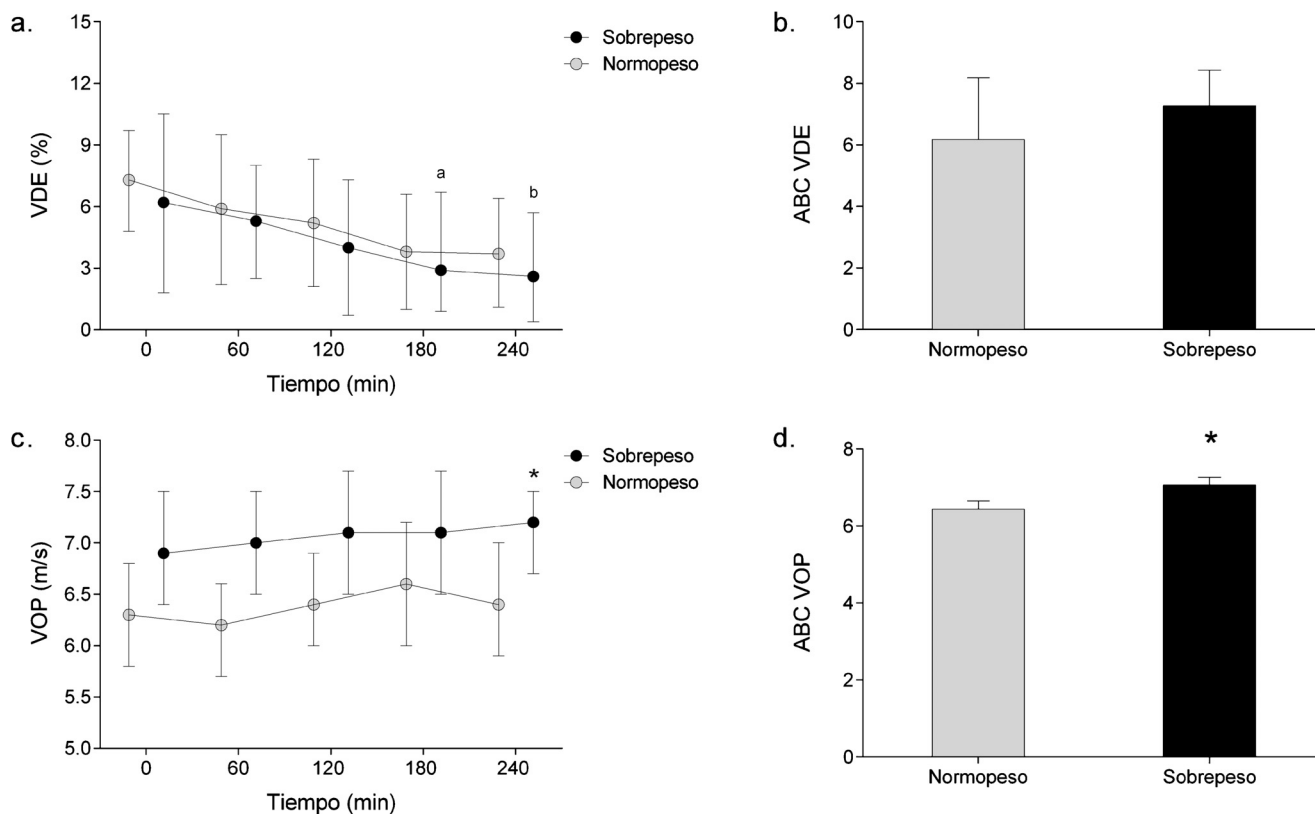 a.
Sobrepeso
Normopeso
15
12
9
6
3
0
VDE (%)
a
b
0 60 120 180 240
Tiempo (min)
b.
10
8
6
4
2
0
ABC VDE
Normopeso Sobrepeso
c.
Sobrepeso
Normopeso
8.0
7.5
7.0
6.5
6.0
5.5
5.0
VOP (m/s)
*
0 60 120 180 240
Tiempo (min)
d.
8
6
4
2
0
ABC VOP
*
Normopeso Sobrepeso